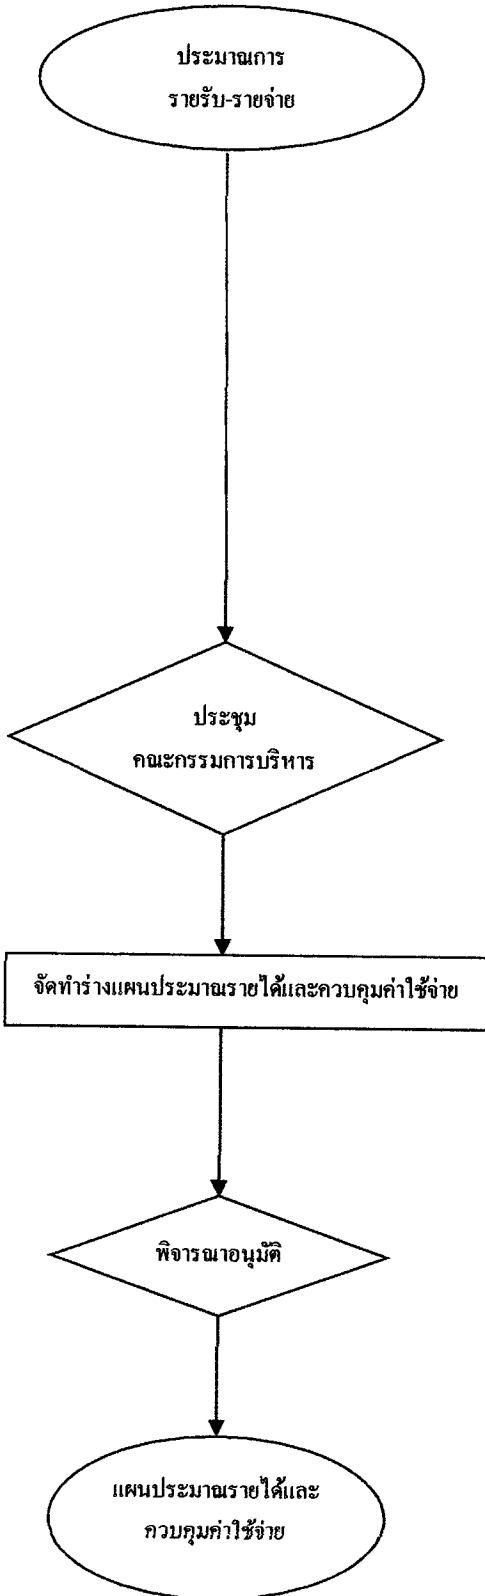 ประมาณการ
รายรับ-รายจ่าย
ประชุม
คณะกรรมการบริหาร
จัดทำร่างแผนประมาณรายได้และควบคุมค่าใช้จ่าย
พิจารณาอนุมัติ
แผนประมาณรายได้และ
ควบคุมค่าใช้จ่าย